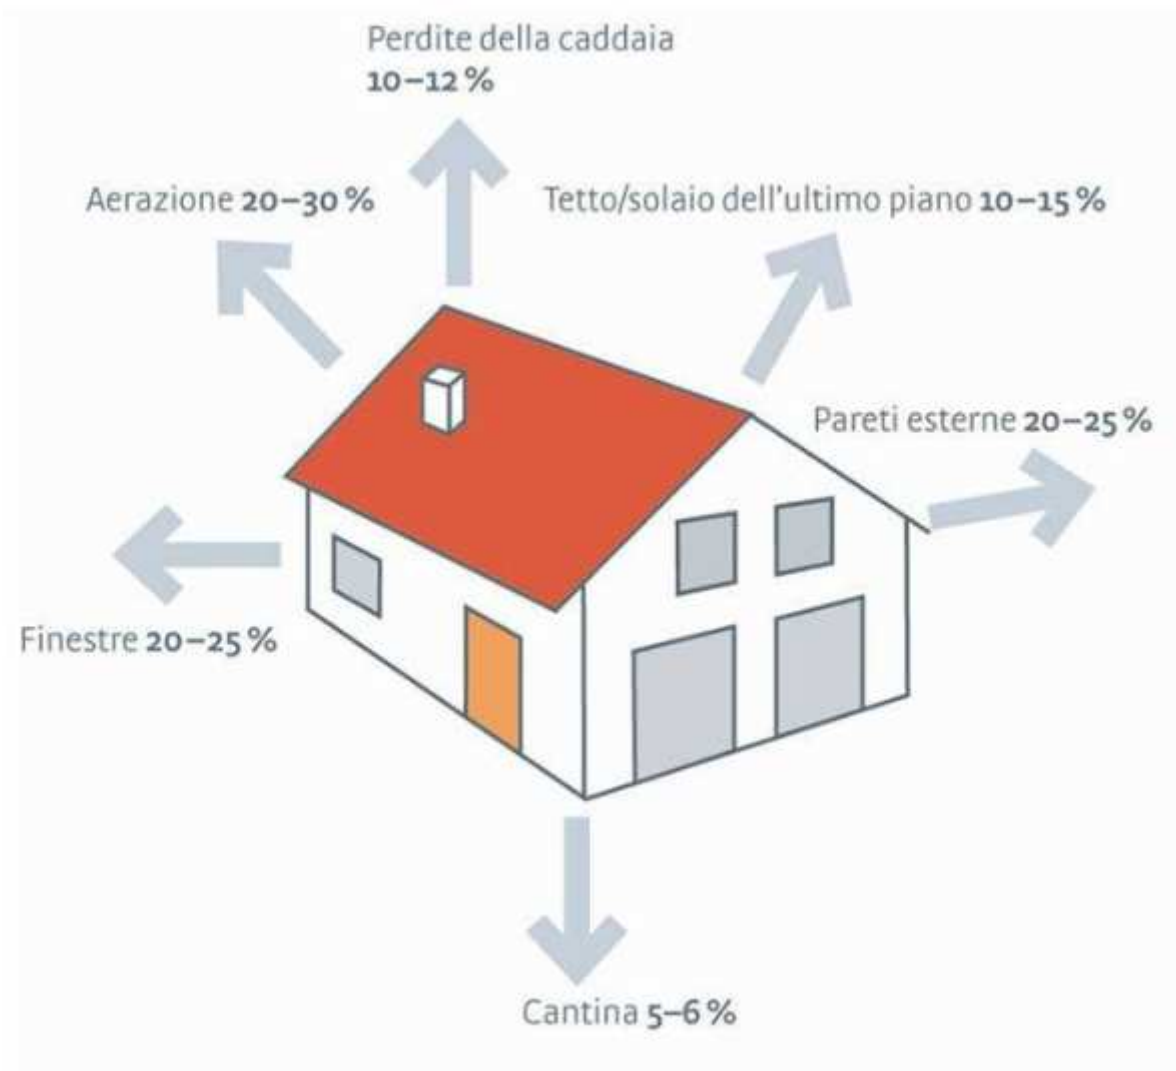 Perdite della caddaia
10–12 %
Aerazione 20–30 %
Tetto/solaio dell'ultimo piano 10–15 %
Pareti esterne 20–25 %
Finestre 20–25 %
Cantina 5–6 %